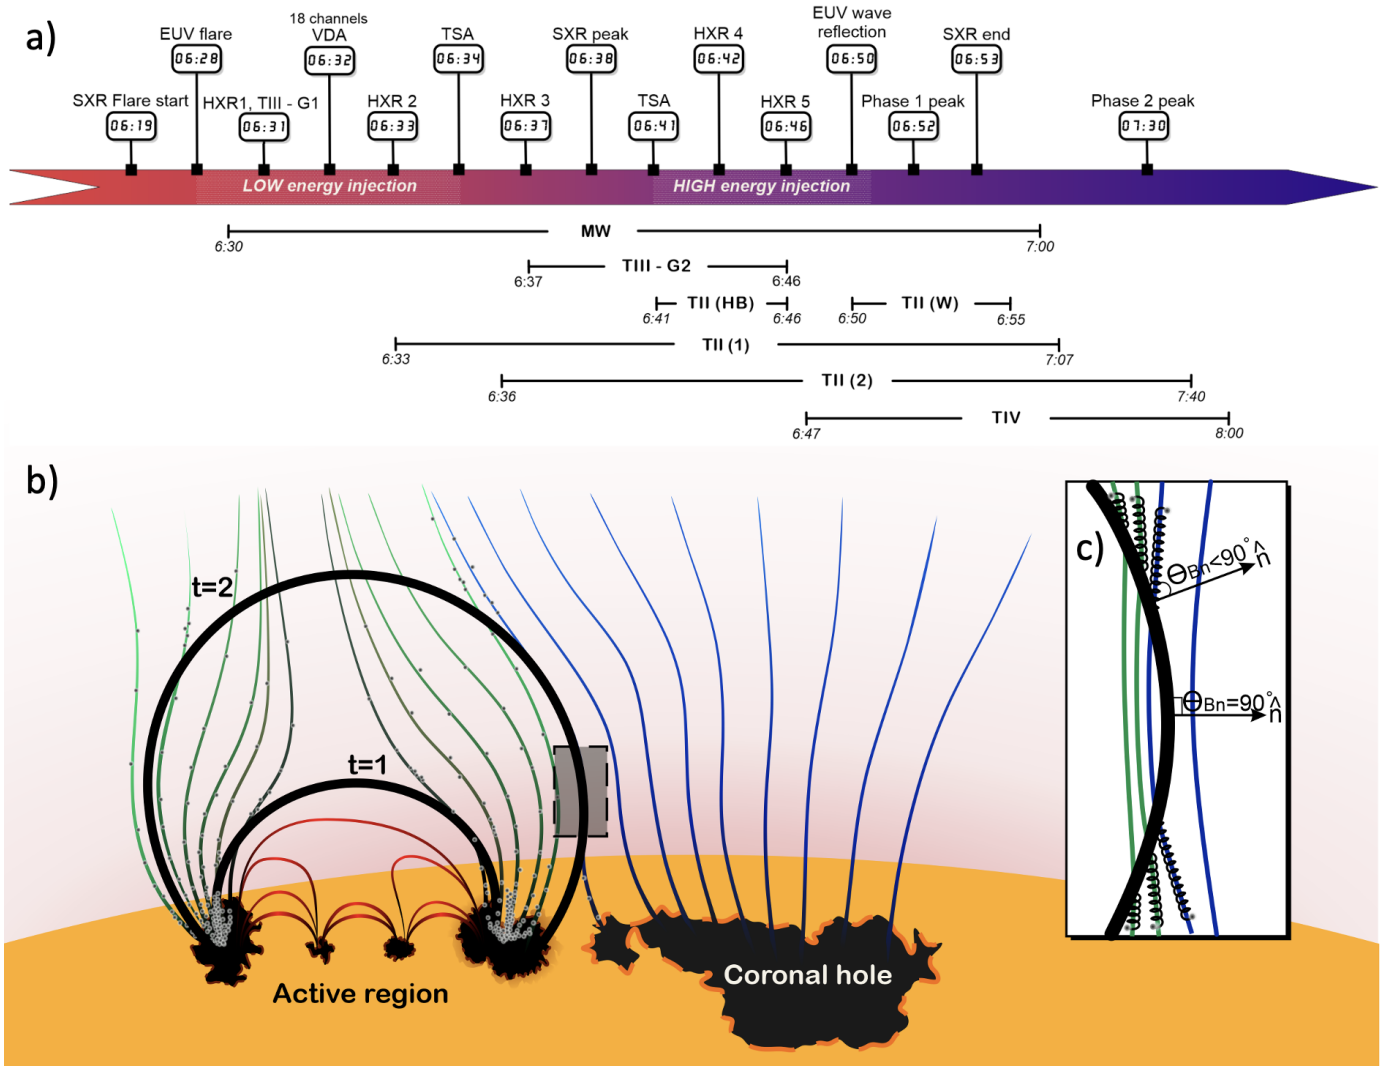 a)
EUV flare
06:28
18 channels
VDA
06:32
TSA
06:34
SXR peak
06:38
HXR 4
06:42
EUV wave
reflection
06:50
SXR end
06:53
SXR Flare start
06:19
HXR1, TIII - G1
06:31
HXR 2
06:33
HXR 3
06:37
TSA
06:41
HXR 5
06:46
Phase 1 peak
06:52
Phase 2 peak
07:30
LOW energy injection
HIGH energy injection
MW
6:30
7:00
TIII - G2
6:37
6:46
TII (HB)
6:41
6:46
TII (W)
6:50
6:55
TII (1)
6:33
7:07
TII (2)
6:36
7:40
TIV
6:47
8:00
b)
t=2
t=1
Active region
Coronal hole
c)
ΘBn<90° n̂
ΘBn=90° n̂